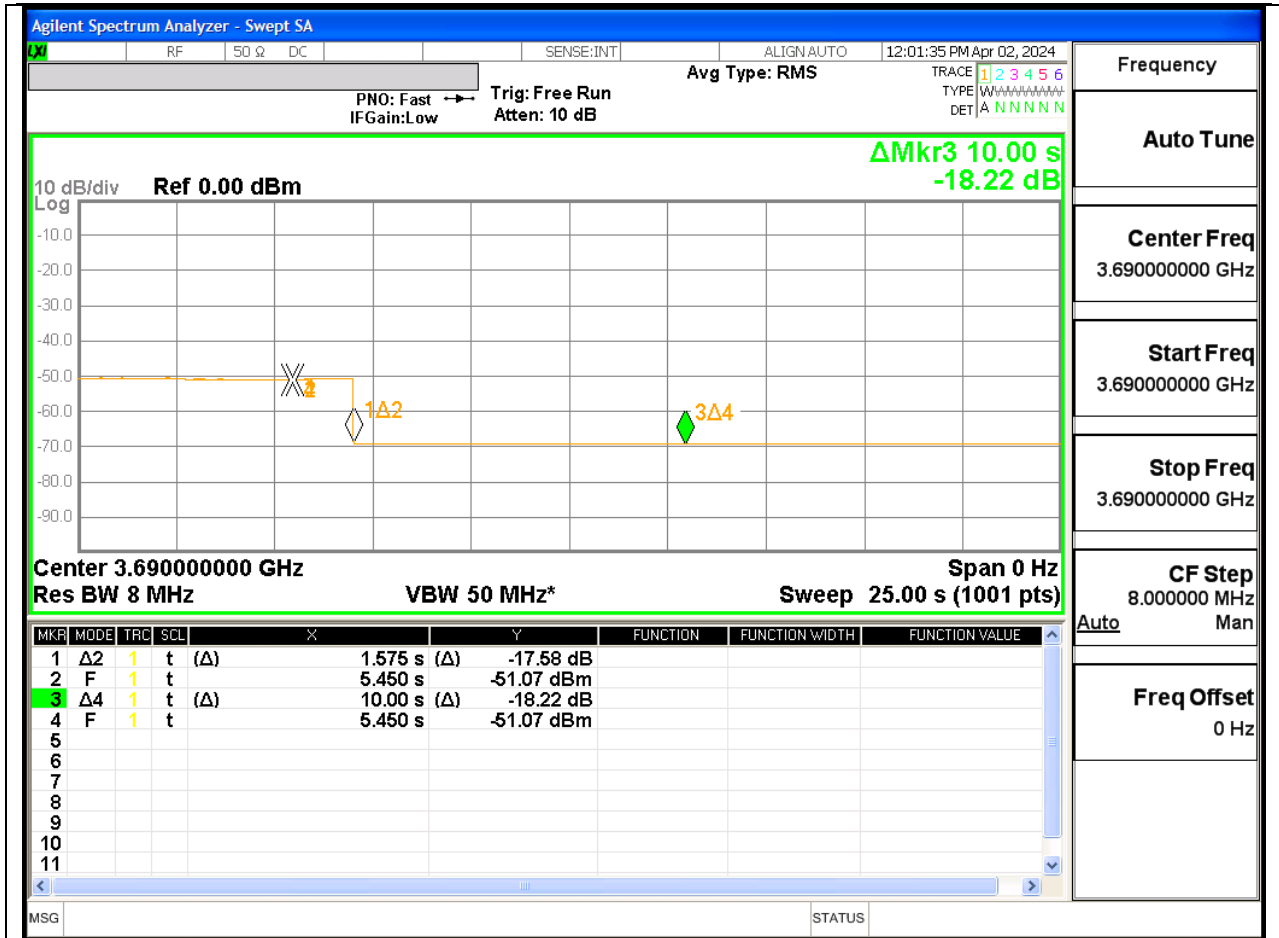 Agilent Spectrum Analyzer - Swept SA
LXI RF 50 Ω DC SENSE:INT ALIGN AUTO 12:01:35 PM Apr 02, 2024
PNO: Fast
IFGain:Low
Trig: Free Run
Atten: 10 dB
Avg Type: RMS
TRACE 1 2 3 4 5 6
TYPE WWWWWW
DET A N N N N N
ΔMkr3 10.00 s
-18.22 dB
10 dB/div Ref 0.00 dBm
Log
-10.0
-20.0
-30.0
-40.0
-50.0
-60.0
-70.0
-80.0
-90.0
1Δ2
3Δ4
Center 3.690000000 GHz Span 0 Hz
Res BW 8 MHz VBW 50 MHz* Sweep 25.00 s (1001 pts)
MKR MODE TRC SCL X Y FUNCTION FUNCTION WIDTH FUNCTION VALUE
1 Δ2 1 t (Δ) 1.575 s (Δ) -17.58 dB
2 F 1 t 5.450 s -51.07 dBm
3 Δ4 1 t (Δ) 10.00 s (Δ) -18.22 dB
4 F 1 t 5.450 s -51.07 dBm
5
6
7
8
9
10
11
MSG STATUS
Frequency
Auto Tune
Center Freq
3.690000000 GHz
Start Freq
3.690000000 GHz
Stop Freq
3.690000000 GHz
CF Step
8.000000 MHz
Auto Man
Freq Offset
0 Hz